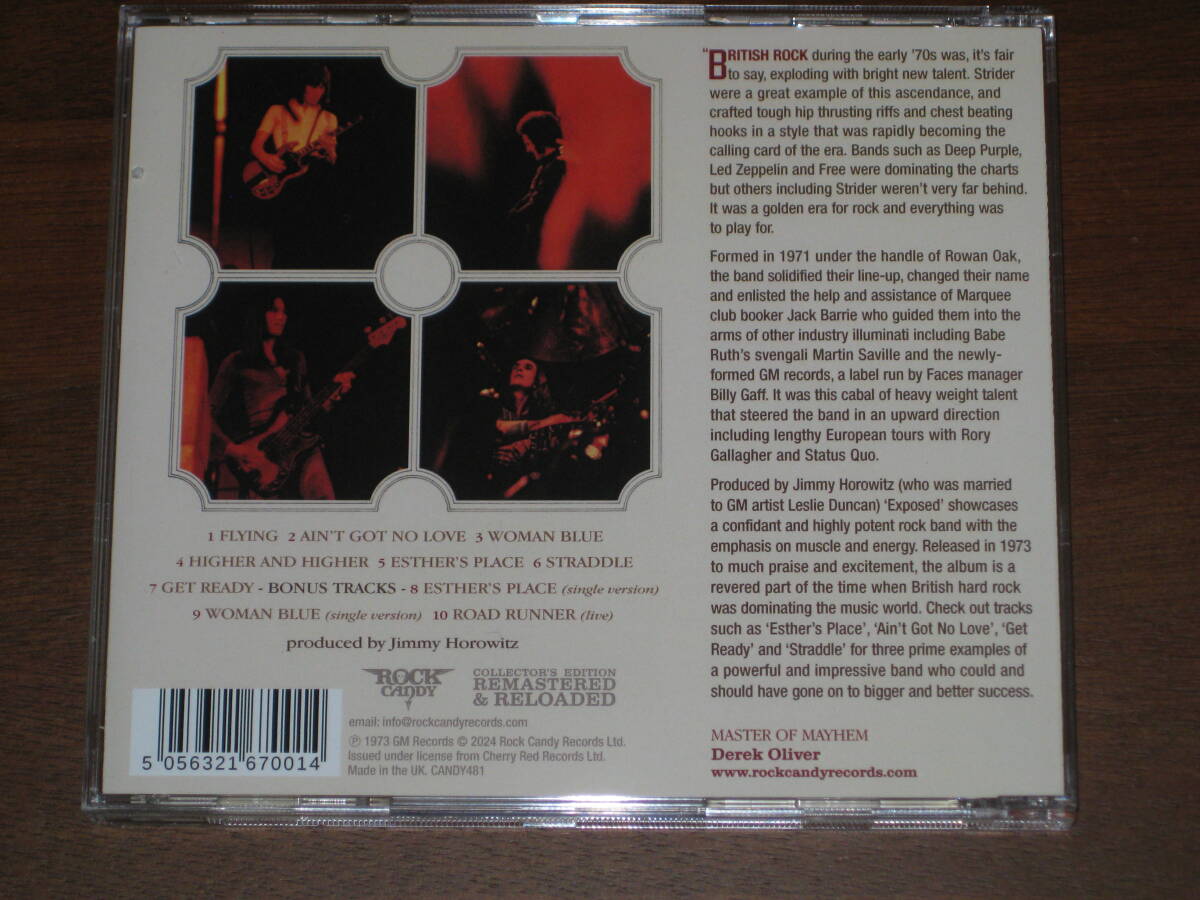 1 FLYING 2 AIN'T GOT NO LOVE 3 WOMAN BLUE
4 HIGHER AND HIGHER 5 ESTHER'S PLACE 6 STRADDLE
7 GET READY - BONUS TRACKS - 8 ESTHER'S PLACE (single version)
9 WOMAN BLUE (single version) 10 ROAD RUNNER (live)
produced by Jimmy Horowitz
ROCK
CANDY
COLLECTOR'S EDITION
REMASTERED
& RELOADED
email: info@rockcandyrecords.com
℗ 1973 GM Records © 2024 Rock Candy Records Ltd.
Issued under license from Cherry Red Records Ltd.
Made in the UK. CANDY481
5 056321 670014
"BRITISH ROCK during the early '70s was, it's fair
to say, exploding with bright new talent. Strider
were a great example of this ascendance, and
crafted tough hip thrusting riffs and chest beating
hooks in a style that was rapidly becoming the
calling card of the era. Bands such as Deep Purple,
Led Zeppelin and Free were dominating the charts
but others including Strider weren't very far behind.
It was a golden era for rock and everything was
to play for.
Formed in 1971 under the handle of Rowan Oak,
the band solidified their line-up, changed their name
and enlisted the help and assistance of Marquee
club booker Jack Barrie who guided them into the
arms of other industry illuminati including Babe
Ruth's svengali Martin Saville and the newly-
formed GM records, a label run by Faces manager
Billy Gaff. It was this cabal of heavy weight talent
that steered the band in an upward direction
including lengthy European tours with Rory
Gallagher and Status Quo.
Produced by Jimmy Horowitz (who was married
to GM artist Leslie Duncan) 'Exposed' showcases
a confidant and highly potent rock band with the
emphasis on muscle and energy. Released in 1973
to much praise and excitement, the album is a
revered part of the time when British hard rock
was dominating the music world. Check out tracks
such as 'Esther's Place', 'Ain't Got No Love', 'Get
Ready' and 'Straddle' for three prime examples of
a powerful and impressive band who could and
should have gone on to bigger and better success.
MASTER OF MAYHEM
Derek Oliver
www.rockcandyrecords.com